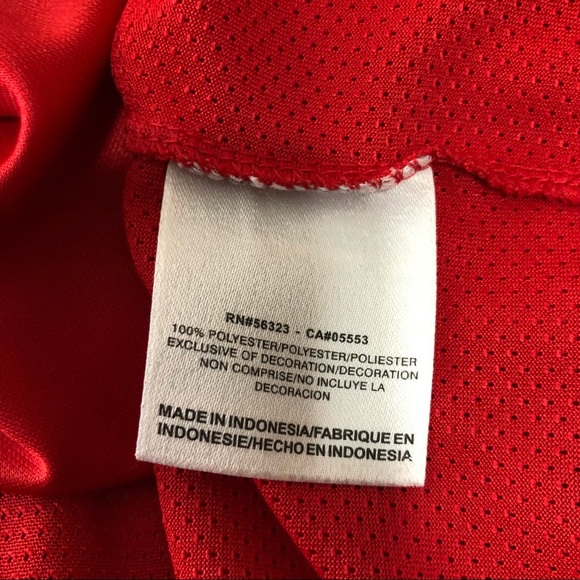 RN#56323 - CA#05553
100% POLYESTER/POLYESTER/POLIESTER
EXCLUSIVE OF DECORATION/DECORATION
NON COMPRISE/NO INCLUYE LA
DECORACION
MADE IN INDONESIA/FABRIQUE EN
INDONESIE/HECHO EN INDONESIA